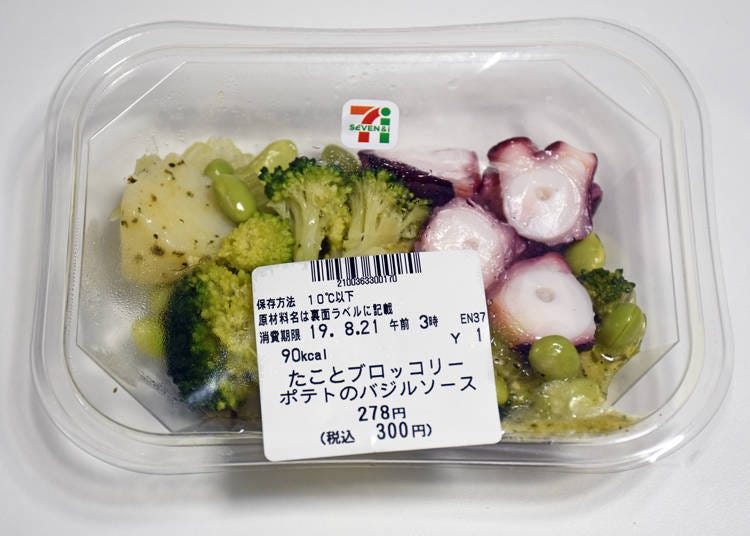 7i
SEVEN&i
2100363300170
保存方法 10℃以下
原材料名は裏面ラベルに記載
消費期限 19. 8.21 午前 3時 EN37
Y 1
90kcal
たことブロッコリー
ポテトのバジルソース
278円
(税込 300円)